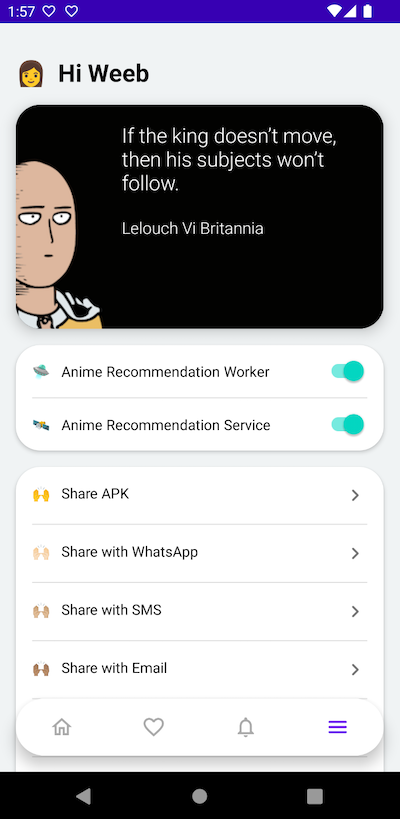 1:57
Hi Weeb
If the king doesn’t move,
then his subjects won’t
follow.
Lelouch Vi Britannia
Anime Recommendation Worker
Anime Recommendation Service
Share APK
Share with WhatsApp
Share with SMS
Share with Email